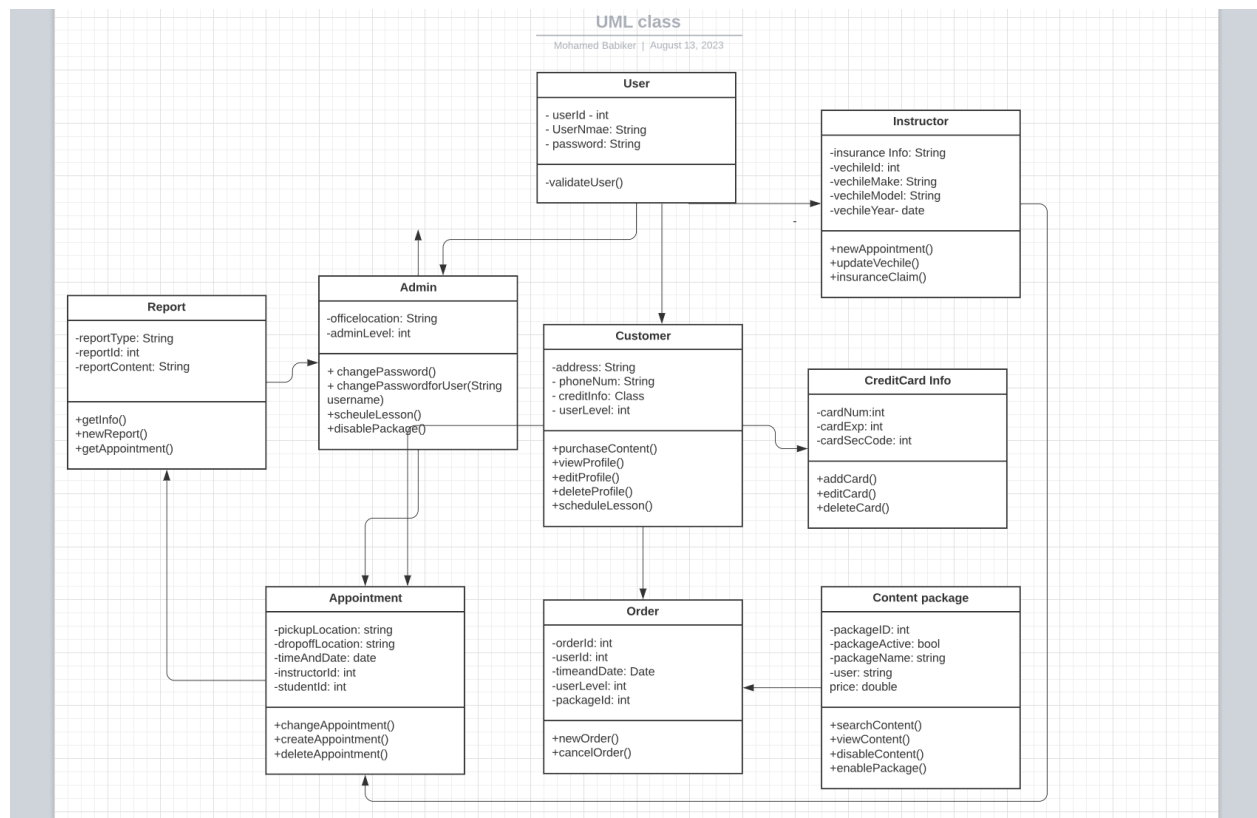 UML class
Mohamed Babiker | August 13, 2023
User
- userId - int
- UserNmae: String
- password: String
-validateUser()
Instructor
-insurance Info: String
-vechileId: int
-vechileMake: String
-vechileModel: String
-vechileYear- date
+newAppointment()
+updateVechile()
+insuranceClaim()
-
Admin
-officelocation: String
-adminLevel: int
+ changePassword()
+ changePasswordforUser(String
username)
+scheuleLesson()
+disablePackage()
Report
-reportType: String
-reportId: int
-reportContent: String
+getInfo()
+newReport()
+getAppointment()
Customer
-address: String
- phoneNum: String
- creditInfo: Class
- userLevel: int
+purchaseContent()
+viewProfile()
+editProfile()
+deleteProfile()
+scheduleLesson()
CreditCard Info
-cardNum:int
-cardExp: int
-cardSecCode: int
+addCard()
+editCard()
+deleteCard()
Appointment
-pickupLocation: string
-dropoffLocation: string
-timeAndDate: date
-instructorId: int
-studentId: int
+changeAppointment()
+createAppointment()
+deleteAppointment()
Order
-orderId: int
-userId: int
-timeandDate: Date
-userLevel: int
-packageId: int
+newOrder()
+cancelOrder()
Content package
-packageID: int
-packageActive: bool
-packageName: string
-user: string
price: double
+searchContent()
+viewContent()
+disableContent()
+enablePackage()